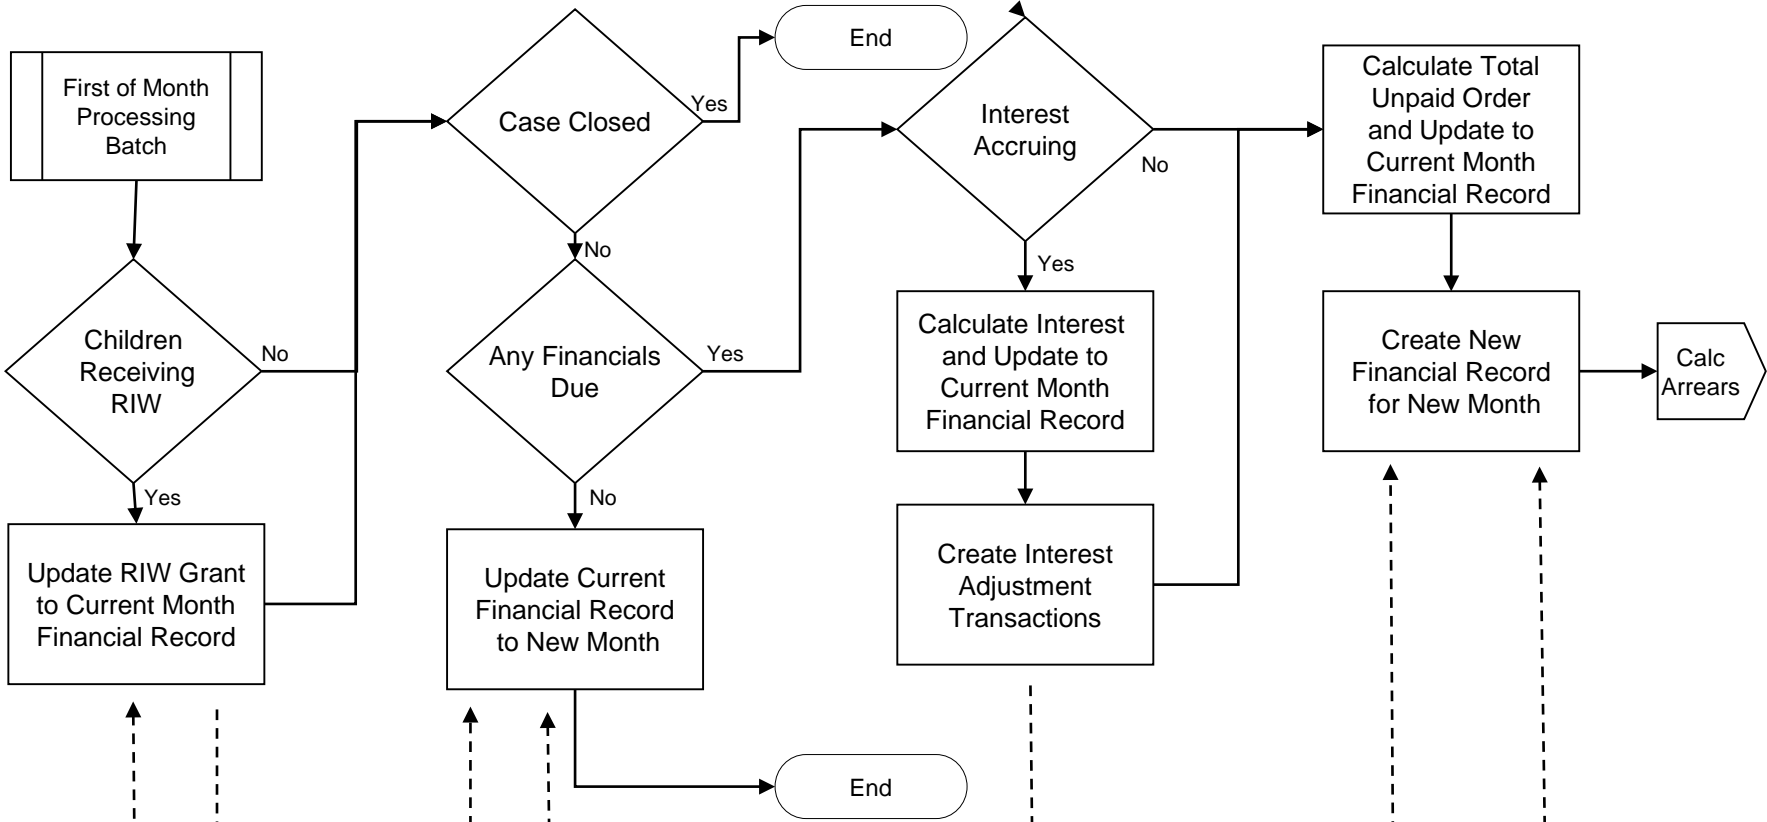 First of Month
Processing
Batch
Children
Receiving
RIW
No
Yes
Update RIW Grant
to Current Month
Financial Record
Case Closed
Yes
End
No
Any Financials
Due
Yes
No
Update Current
Financial Record
to New Month
End
Interest
Accruing
No
Yes
Calculate Interest
and Update to
Current Month
Financial Record
Create Interest
Adjustment
Transactions
Calculate Total
Unpaid Order
and Update to
Current Month
Financial Record
Create New
Financial Record
for New Month
Calc
Arrears